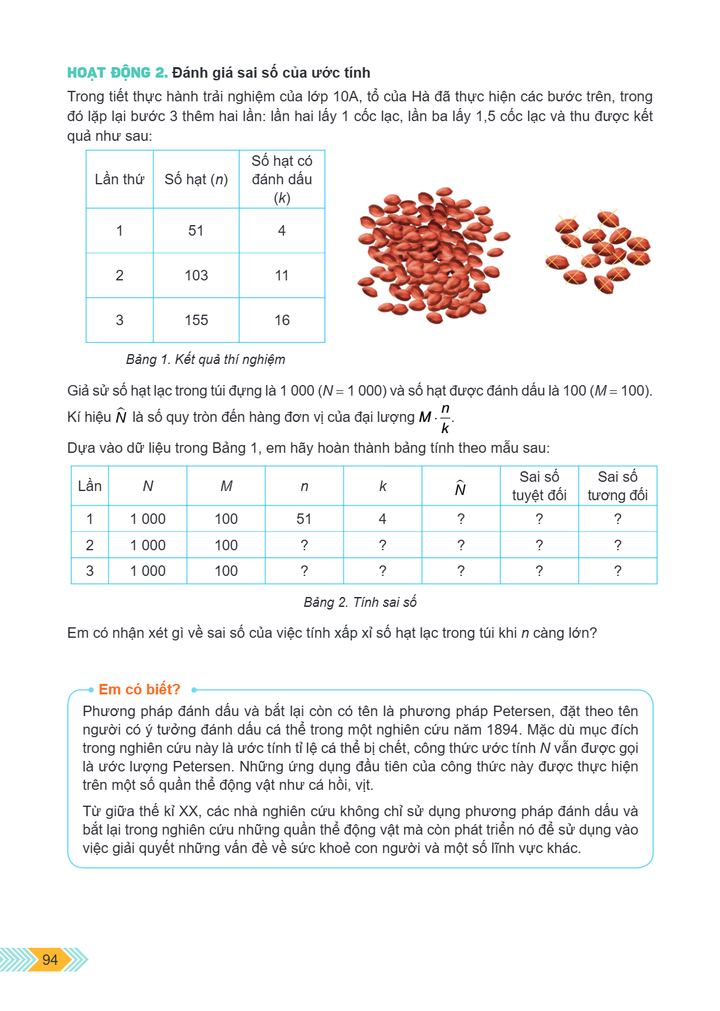 HOẠT ĐỘNG 2. Đánh giá sai số của ước tính
Trong tiết thực hành trải nghiệm của lớp 10A, tổ của Hà đã thực hiện các bước trên, trong
đó lặp lại bước 3 thêm hai lần: lần hai lấy 1 cốc lạc, lần ba lấy 1,5 cốc lạc và thu được kết
quả như sau:
Lần thứ Số hạt (n) Số hạt có đánh dấu (k)
1 51 4
2 103 11
3 155 16
Bảng 1. Kết quả thí nghiệm
Giả sử số hạt lạc trong túi đựng là 1 000 (N = 1 000) và số hạt được đánh dấu là 100 (M = 100).
Kí hiệu N̂ là số quy tròn đến hàng đơn vị của đại lượng M · n/k.
Dựa vào dữ liệu trong Bảng 1, em hãy hoàn thành bảng tính theo mẫu sau:
Lần N M n k N̂ Sai số tuyệt đối Sai số tương đối
1 1 000 100 51 4 ? ? ?
2 1 000 100 ? ? ? ? ?
3 1 000 100 ? ? ? ? ?
Bảng 2. Tính sai số
Em có nhận xét gì về sai số của việc tính xấp xỉ số hạt lạc trong túi khi n càng lớn?
Em có biết?
Phương pháp đánh dấu và bắt lại còn có tên là phương pháp Petersen, đặt theo tên
người có ý tưởng đánh dấu cá thể trong một nghiên cứu năm 1894. Mặc dù mục đích
trong nghiên cứu này là ước tính tỉ lệ cá thể bị chết, công thức ước tính N vẫn được gọi
là ước lượng Petersen. Những ứng dụng đầu tiên của công thức này được thực hiện
trên một số quần thể động vật như cá hồi, vịt.
Từ giữa thế kỉ XX, các nhà nghiên cứu không chỉ sử dụng phương pháp đánh dấu và
bắt lại trong nghiên cứu những quần thể động vật mà còn phát triển nó để sử dụng vào
việc giải quyết những vấn đề về sức khoẻ con người và một số lĩnh vực khác.
94